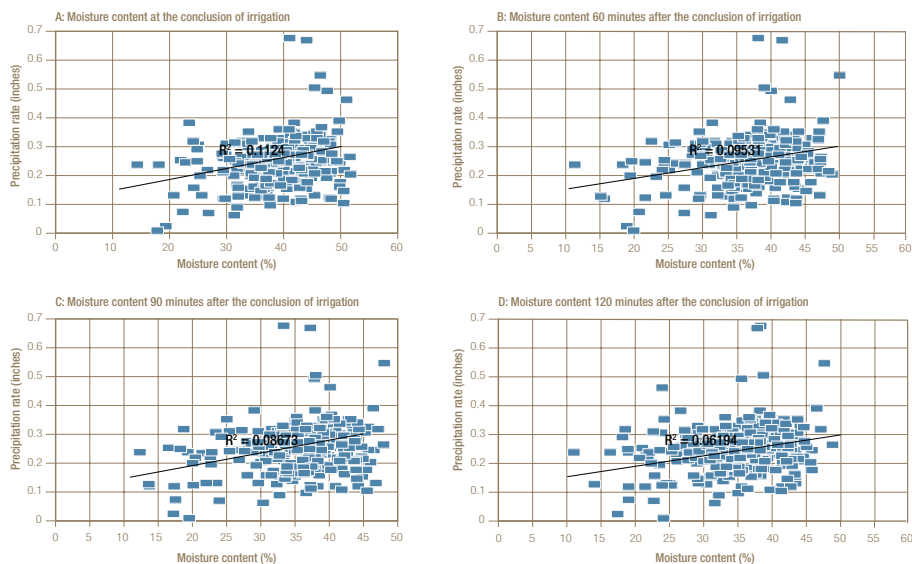 A: Moisture content at the conclusion of irrigation
Precipitation rate (inches)
0.7
0.6
0.5
0.4
0.3
0.2
0.1
0
R² = 0.1124
0 10 20 30 40 50 60
Moisture content (%)
B: Moisture content 60 minutes after the conclusion of irrigation
Precipitation rate (inches)
0.7
0.6
0.5
0.4
0.3
0.2
0.1
0
R² = 0.09531
0 5 10 15 20 25 30 35 40 45 50 55 60
Moisture content (%)
C: Moisture content 90 minutes after the conclusion of irrigation
Precipitation rate (inches)
0.7
0.6
0.5
0.4
0.3
0.2
0.1
0
R² = 0.08673
0 5 10 15 20 25 30 35 40 45 50
Moisture content (%)
D: Moisture content 120 minutes after the conclusion of irrigation
Precipitation rate (inches)
0.7
0.6
0.5
0.4
0.3
0.2
0.1
0
R² = 0.06194
0 5 10 15 20 25 30 35 40 45 50 55 60
Moisture content (%)